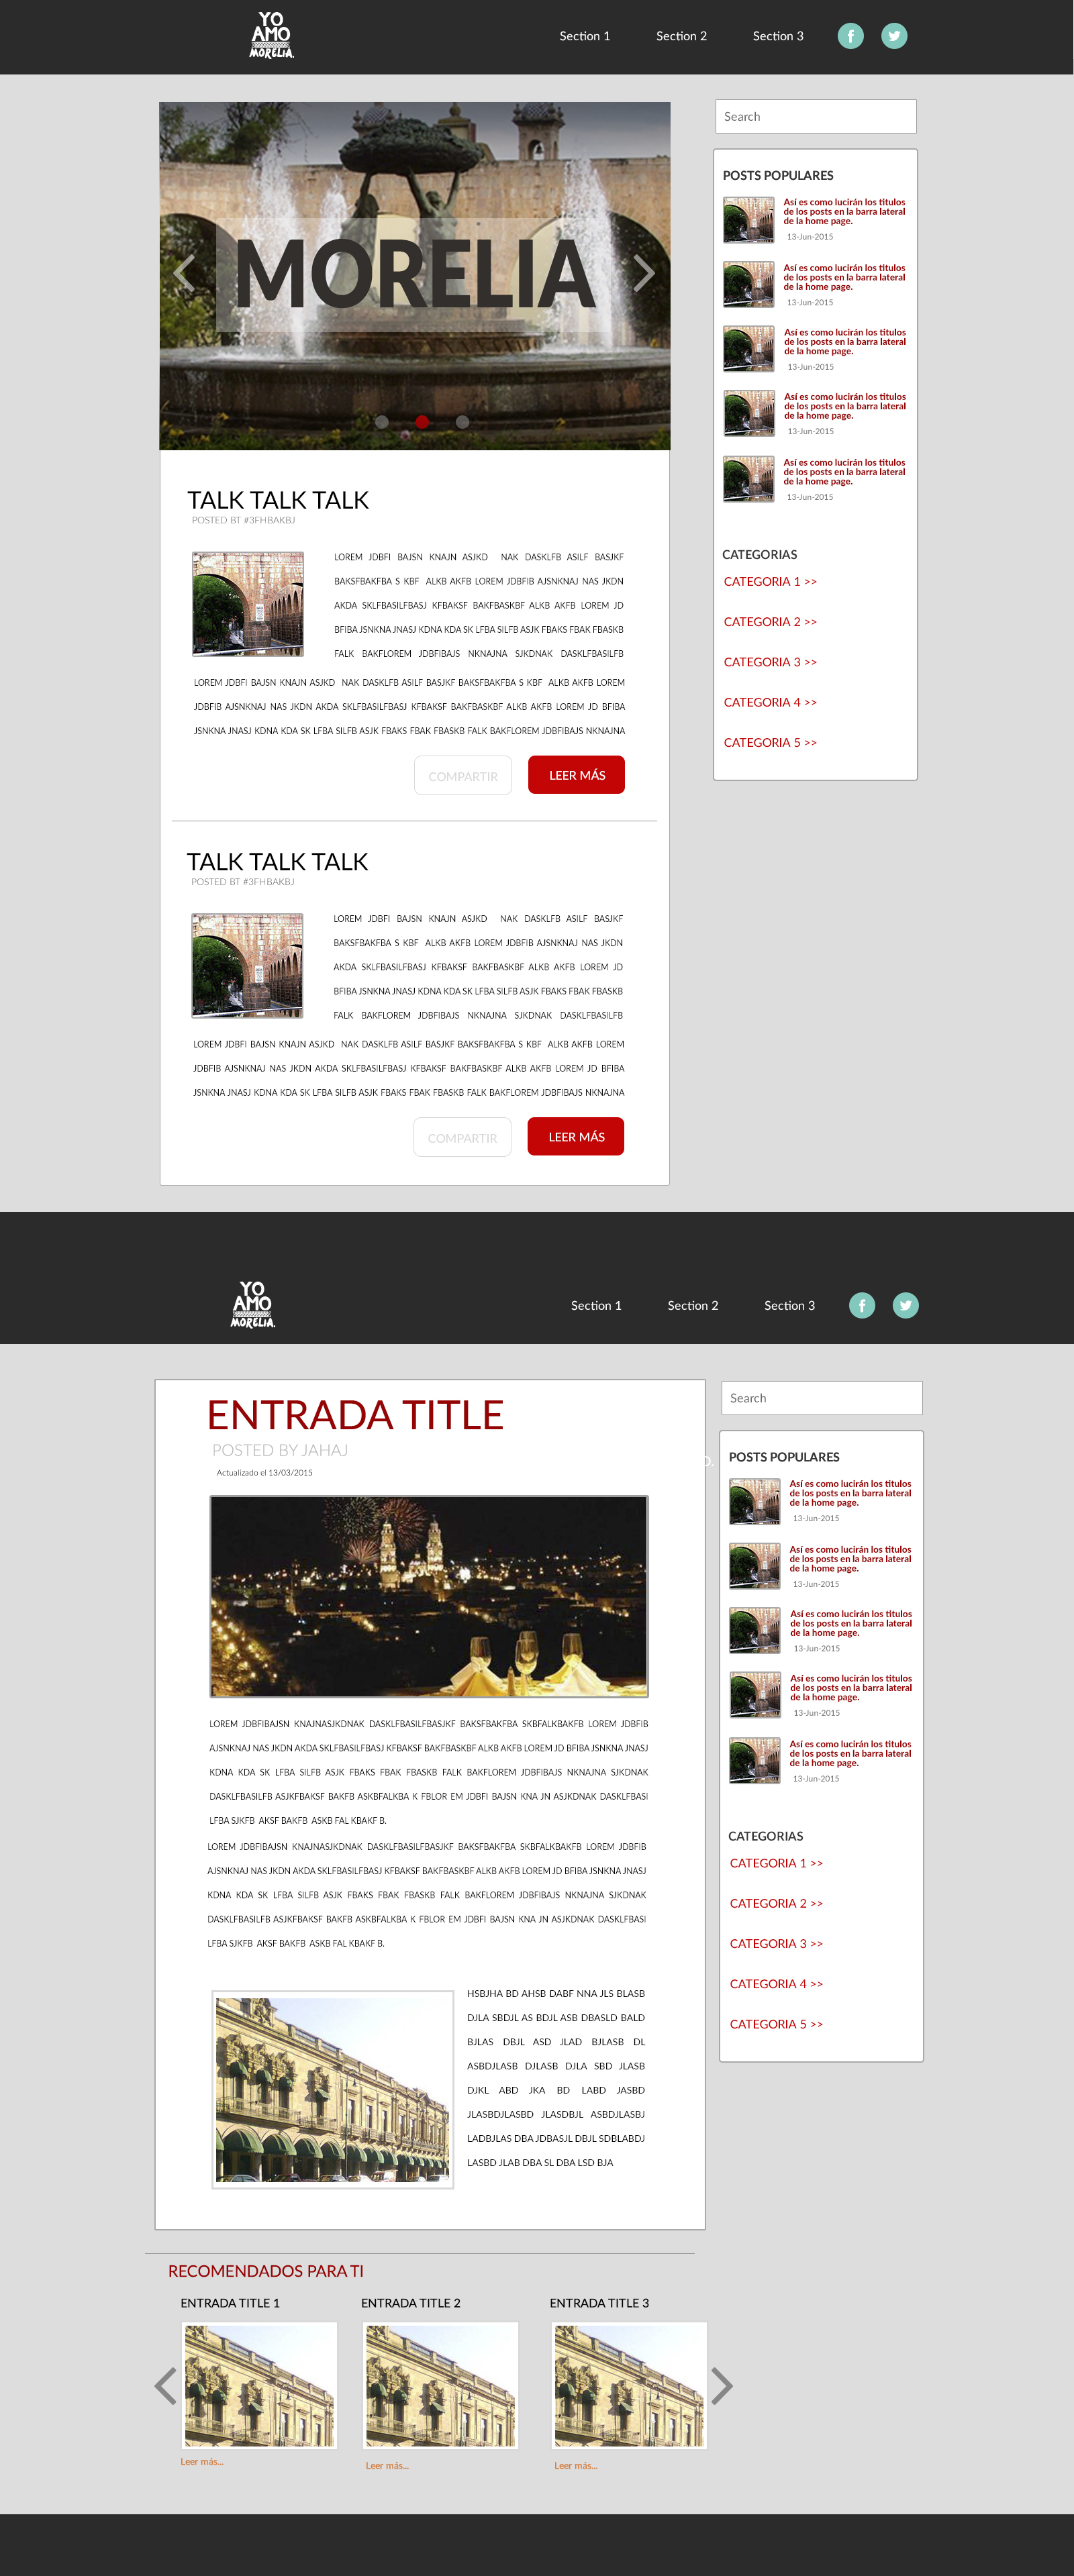 YO
AMO
MORELIA.
Section 1
Section 2
Section 3
Search
MORELIA
POSTS POPULARES
Así es como lucirán los titulos
de los posts en la barra lateral
de la home page.
13-Jun-2015
Así es como lucirán los titulos
de los posts en la barra lateral
de la home page.
13-Jun-2015
Así es como lucirán los titulos
de los posts en la barra lateral
de la home page.
13-Jun-2015
Así es como lucirán los titulos
de los posts en la barra lateral
de la home page.
13-Jun-2015
Así es como lucirán los titulos
de los posts en la barra lateral
de la home page.
13-Jun-2015
CATEGORIAS
CATEGORIA 1 >>
CATEGORIA 2 >>
CATEGORIA 3 >>
CATEGORIA 4 >>
CATEGORIA 5 >>
TALK TALK TALK
POSTED BT #3FHBAKBJ
LOREM JDBFI BAJSN KNAJN ASJKD NAK DASKLFB ASILF BASJKF
BAKSFBAKFBA S KBF ALKB AKFB LOREM JDBFIB AJSNKNAJ NAS JKDN
AKDA SKLFBASILFBASJ KFBAKSF BAKFBASKBF ALKB AKFB LOREM JD
BFIBA JSNKNA JNASJ KDNA KDA SK LFBA SILFB ASJK FBAKS FBAK FBASKB
FALK BAKFLOREM JDBFIBAJS NKNAJNA SJKDNAK DASKLFBASILFB
LOREM JDBFI BAJSN KNAJN ASJKD NAK DASKLFB ASILF BASJKF BAKSFBAKFBA S KBF ALKB AKFB LOREM
JDBFIB AJSNKNAJ NAS JKDN AKDA SKLFBASILFBASJ KFBAKSF BAKFBASKBF ALKB AKFB LOREM JD BFIBA
JSNKNA JNASJ KDNA KDA SK LFBA SILFB ASJK FBAKS FBAK FBASKB FALK BAKFLOREM JDBFIBAJS NKNAJNA
COMPARTIR
LEER MÁS
TALK TALK TALK
POSTED BT #3FHBAKBJ
LOREM JDBFI BAJSN KNAJN ASJKD NAK DASKLFB ASILF BASJKF
BAKSFBAKFBA S KBF ALKB AKFB LOREM JDBFIB AJSNKNAJ NAS JKDN
AKDA SKLFBASILFBASJ KFBAKSF BAKFBASKBF ALKB AKFB LOREM JD
BFIBA JSNKNA JNASJ KDNA KDA SK LFBA SILFB ASJK FBAKS FBAK FBASKB
FALK BAKFLOREM JDBFIBAJS NKNAJNA SJKDNAK DASKLFBASILFB
LOREM JDBFI BAJSN KNAJN ASJKD NAK DASKLFB ASILF BASJKF BAKSFBAKFBA S KBF ALKB AKFB LOREM
JDBFIB AJSNKNAJ NAS JKDN AKDA SKLFBASILFBASJ KFBAKSF BAKFBASKBF ALKB AKFB LOREM JD BFIBA
JSNKNA JNASJ KDNA KDA SK LFBA SILFB ASJK FBAKS FBAK FBASKB FALK BAKFLOREM JDBFIBAJS NKNAJNA
COMPARTIR
LEER MÁS
YO
AMO
MORELIA.
Section 1
Section 2
Section 3
Search
ENTRADA TITLE
POSTED BY JAHAJ
Actualizado el 13/03/2015
POSTS POPULARES
Así es como lucirán los titulos
de los posts en la barra lateral
de la home page.
13-Jun-2015
Así es como lucirán los titulos
de los posts en la barra lateral
de la home page.
13-Jun-2015
Así es como lucirán los titulos
de los posts en la barra lateral
de la home page.
13-Jun-2015
Así es como lucirán los titulos
de los posts en la barra lateral
de la home page.
13-Jun-2015
Así es como lucirán los titulos
de los posts en la barra lateral
de la home page.
13-Jun-2015
CATEGORIAS
CATEGORIA 1 >>
CATEGORIA 2 >>
CATEGORIA 3 >>
CATEGORIA 4 >>
CATEGORIA 5 >>
LOREM JDBFIBAJSN KNAJNASJKDNAK DASKLFBASILFBASJKF BAKSFBAKFBA SKBFALKBAKFB LOREM JDBFIB
AJSNKNAJ NAS JKDN AKDA SKLFBASILFBASJ KFBAKSF BAKFBASKBF ALKB AKFB LOREM JD BFIBA JSNKNA JNASJ
KDNA KDA SK LFBA SILFB ASJK FBAKS FBAK FBASKB FALK BAKFLOREM JDBFIBAJS NKNAJNA SJKDNAK
DASKLFBASILFB ASJKFBAKSF BAKFB ASKBFALKBA K FBLOR EM JDBFI BAJSN KNA JN ASJKDNAK DASKLFBASI
LFBA SJKFB AKSF BAKFB ASKB FAL KBAKF B.
LOREM JDBFIBAJSN KNAJNASJKDNAK DASKLFBASILFBASJKF BAKSFBAKFBA SKBFALKBAKFB LOREM JDBFIB
AJSNKNAJ NAS JKDN AKDA SKLFBASILFBASJ KFBAKSF BAKFBASKBF ALKB AKFB LOREM JD BFIBA JSNKNA JNASJ
KDNA KDA SK LFBA SILFB ASJK FBAKS FBAK FBASKB FALK BAKFLOREM JDBFIBAJS NKNAJNA SJKDNAK
DASKLFBASILFB ASJKFBAKSF BAKFB ASKBFALKBA K FBLOR EM JDBFI BAJSN KNA JN ASJKDNAK DASKLFBASI
LFBA SJKFB AKSF BAKFB ASKB FAL KBAKF B.
HSBJHA BD AHSB DABF NNA JLS BLASB
DJLA SBDJL AS BDJL ASB DBASLD BALD
BJLAS DBJL ASD JLAD BJLASB DL
ASBDJLASB DJLASB DJLA SBD JLASB
DJKL ABD JKA BD LABD JASBD
JLASBDJLASBD JLASDBJL ASBDJLASBJ
LADBJLAS DBA JDBASJL DBJL SDBLABDJ
LASBD JLAB DBA SL DBA LSD BJA
RECOMENDADOS PARA TI
ENTRADA TITLE 1
ENTRADA TITLE 2
ENTRADA TITLE 3
Leer más...
Leer más...
Leer más...